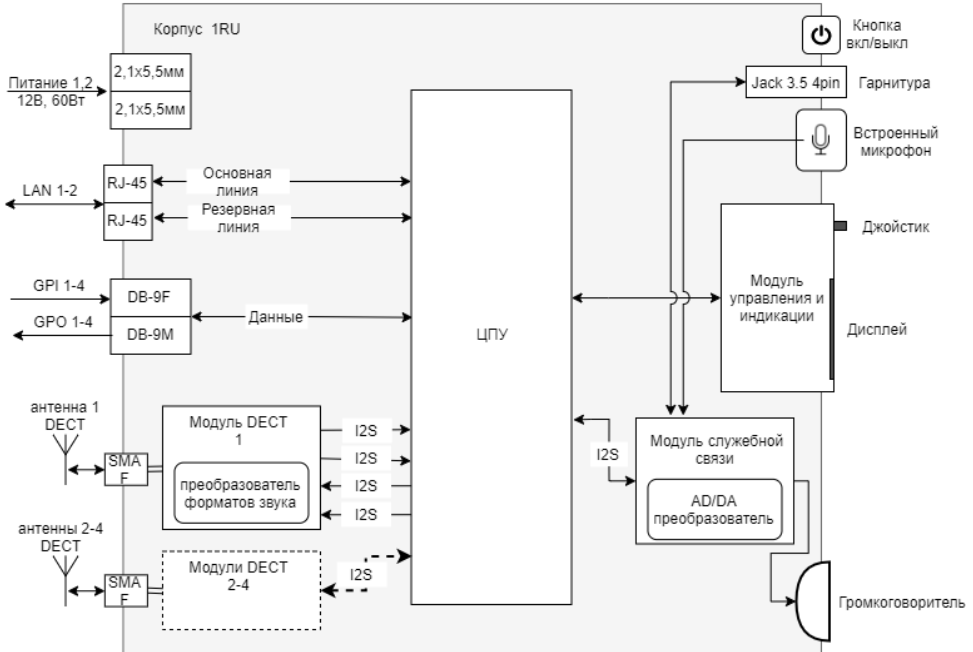 Корпус 1RU
Кнопка
вкл/выкл
2,1х5,5мм
Питание 1,2
12В, 60Вт
2,1х5,5мм
Jack 3.5 4pin
Гарнитура
Встроенный
микрофон
RJ-45
Основная
линия
LAN 1-2
RJ-45
Резервная
линия
Джойстик
Модуль
управления и
индикации
GPI 1-4
DB-9F
Данные
GPO 1-4
DB-9M
ЦПУ
Дисплей
антенна 1
DECT
Модуль DECT
1
I2S
I2S
I2S
I2S
SMA
F
преобразователь
форматов звука
I2S
Модуль служебной
связи
AD/DA
преобразователь
антенны 2-4
DECT
SMA
F
Модули DECT
2-4
I2S
Громкоговоритель